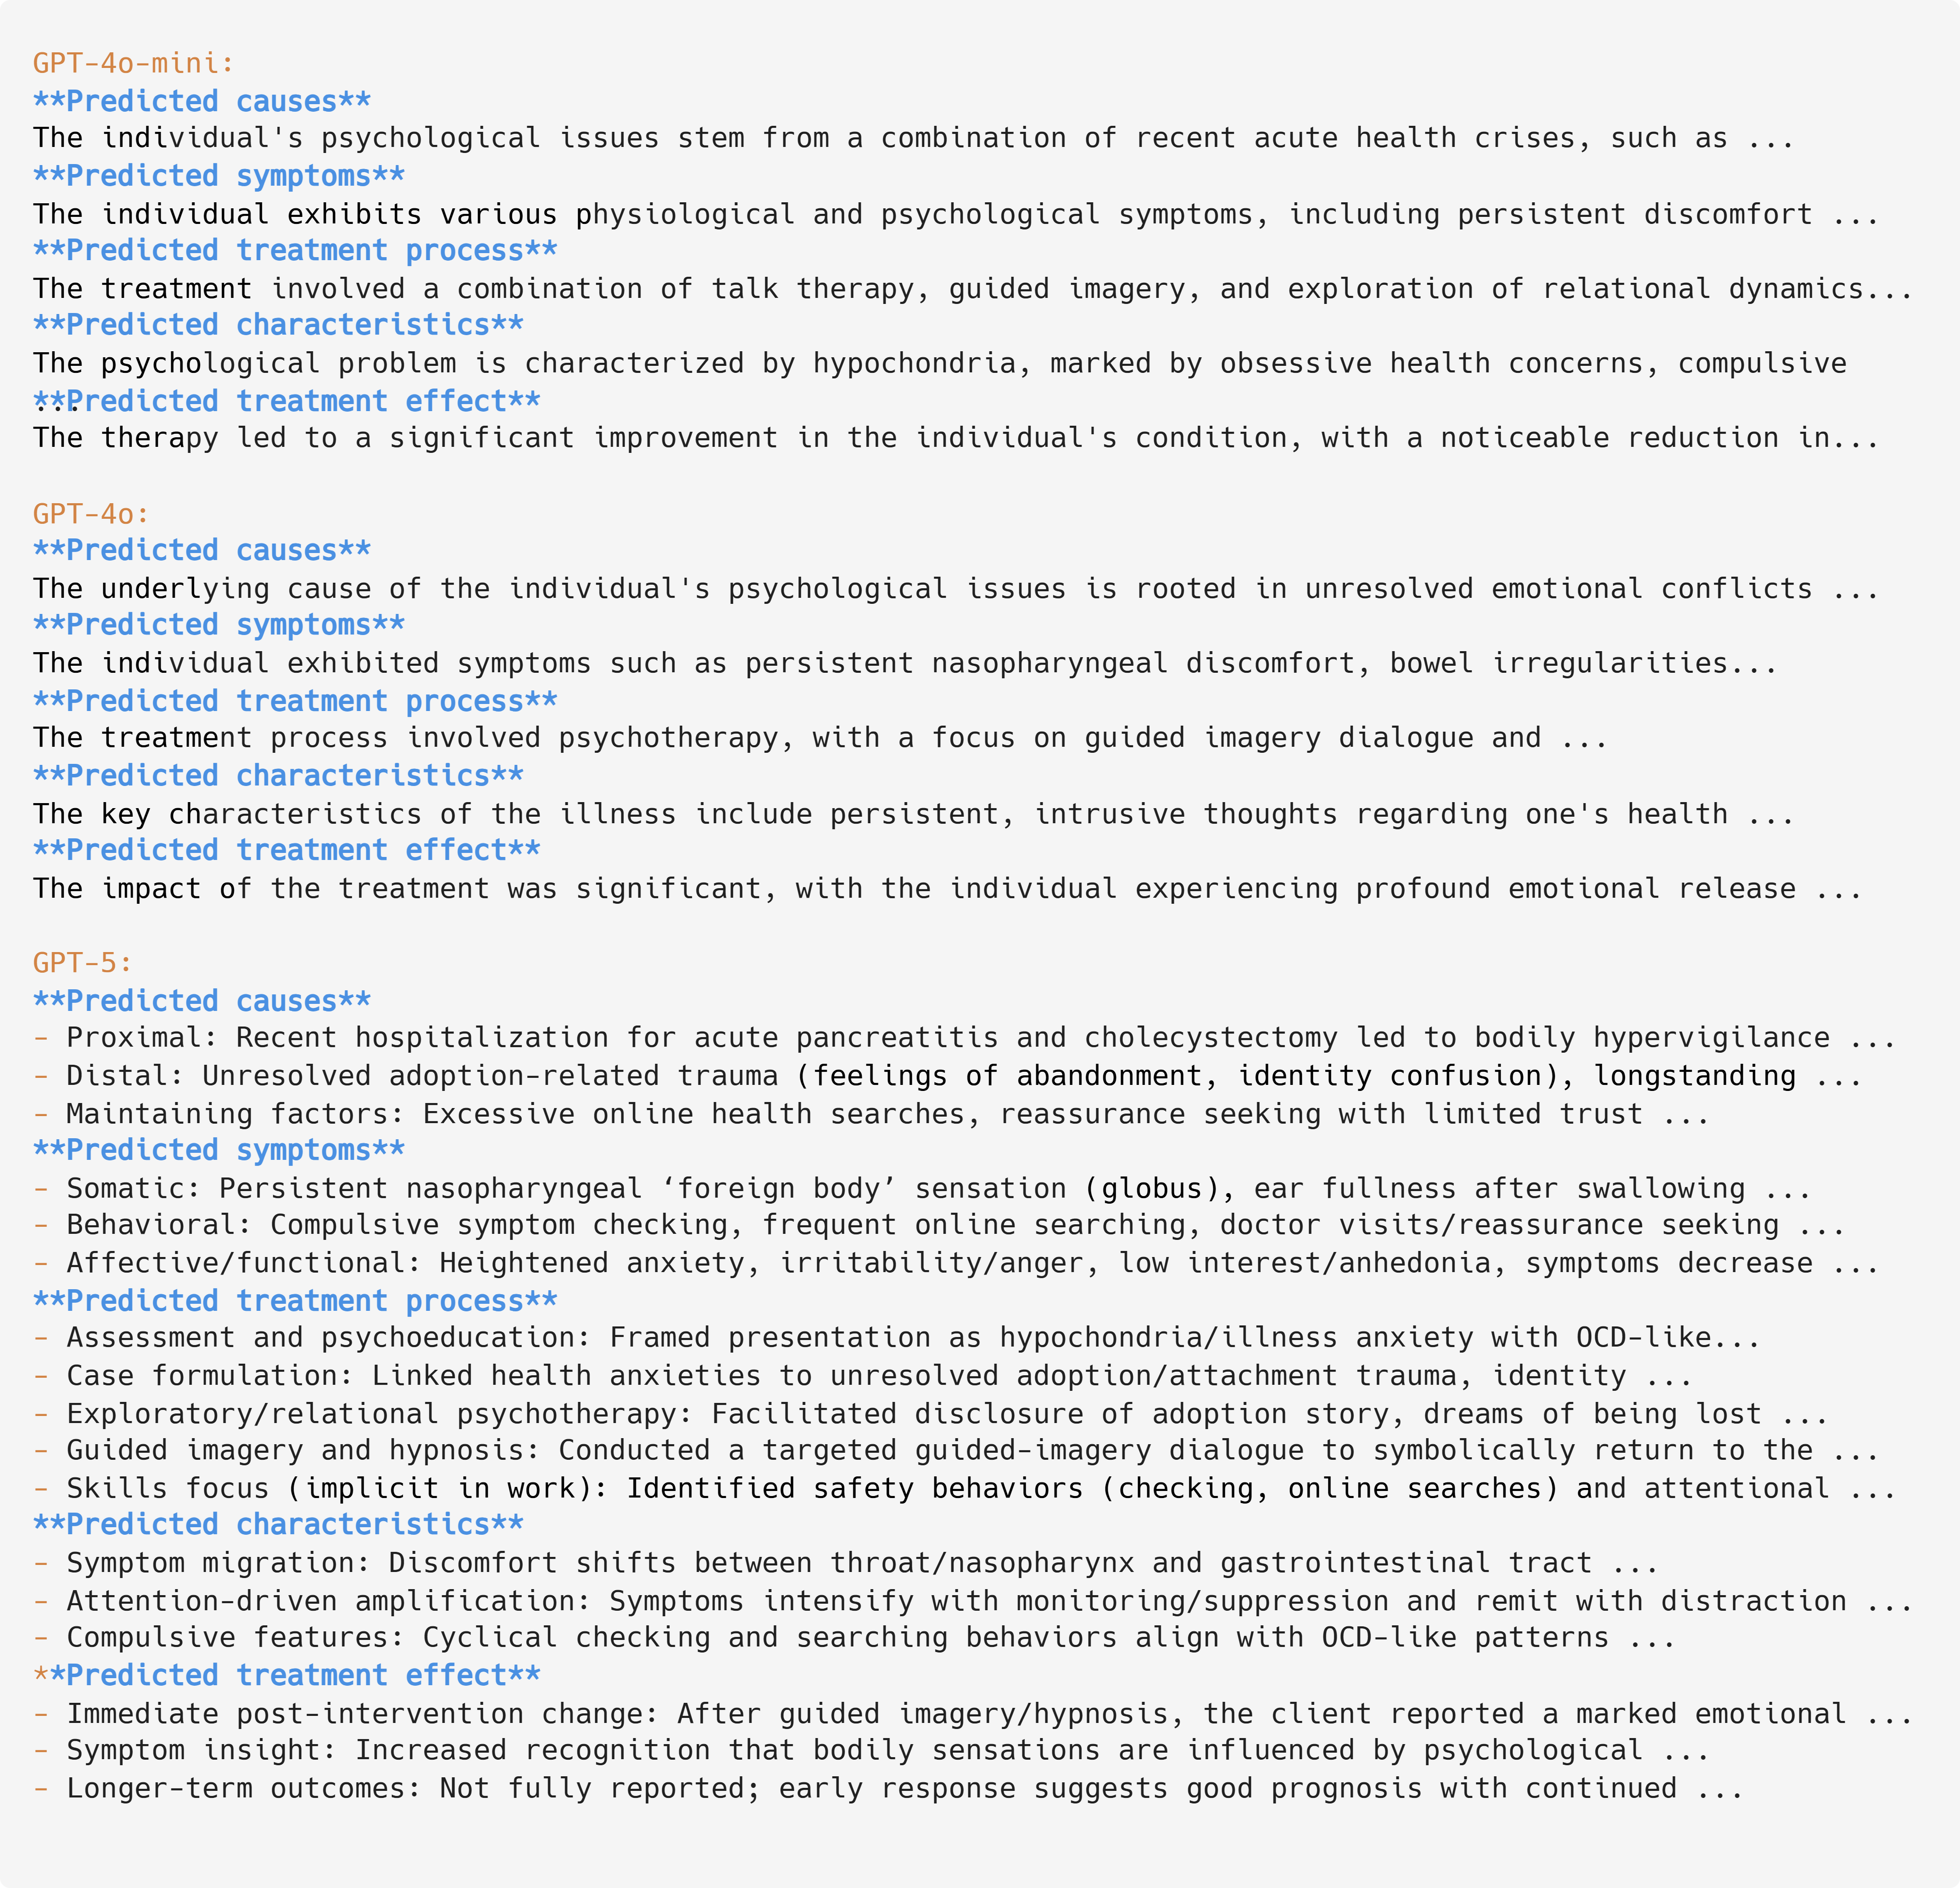 GPT-4o-mini:
**Predicted causes**
The individual's psychological issues stem from a combination of recent acute health crises, such as ...
**Predicted symptoms**
The individual exhibits various physiological and psychological symptoms, including persistent discomfort ...
**Predicted treatment process**
The treatment involved a combination of talk therapy, guided imagery, and exploration of relational dynamics...
**Predicted characteristics**
The psychological problem is characterized by hypochondria, marked by obsessive health concerns, compulsive
...
**Predicted treatment effect**
The therapy led to a significant improvement in the individual's condition, with a noticeable reduction in...
GPT-4o:
**Predicted causes**
The underlying cause of the individual's psychological issues is rooted in unresolved emotional conflicts ...
**Predicted symptoms**
The individual exhibited symptoms such as persistent nasopharyngeal discomfort, bowel irregularities...
**Predicted treatment process**
The treatment process involved psychotherapy, with a focus on guided imagery dialogue and ...
**Predicted characteristics**
The key characteristics of the illness include persistent, intrusive thoughts regarding one's health ...
**Predicted treatment effect**
The impact of the treatment was significant, with the individual experiencing profound emotional release ...
GPT-5:
**Predicted causes**
- Proximal: Recent hospitalization for acute pancreatitis and cholecystectomy led to bodily hypervigilance ...
- Distal: Unresolved adoption-related trauma (feelings of abandonment, identity confusion), longstanding ...
- Maintaining factors: Excessive online health searches, reassurance seeking with limited trust ...
**Predicted symptoms**
- Somatic: Persistent nasopharyngeal ‘foreign body’ sensation (globus), ear fullness after swallowing ...
- Behavioral: Compulsive symptom checking, frequent online searching, doctor visits/reassurance seeking ...
- Affective/functional: Heightened anxiety, irritability/anger, low interest/anhedonia, symptoms decrease ...
**Predicted treatment process**
- Assessment and psychoeducation: Framed presentation as hypochondria/illness anxiety with OCD-like...
- Case formulation: Linked health anxieties to unresolved adoption/attachment trauma, identity ...
- Exploratory/relational psychotherapy: Facilitated disclosure of adoption story, dreams of being lost ...
- Guided imagery and hypnosis: Conducted a targeted guided-imagery dialogue to symbolically return to the ...
- Skills focus (implicit in work): Identified safety behaviors (checking, online searches) and attentional ...
**Predicted characteristics**
- Symptom migration: Discomfort shifts between throat/nasopharynx and gastrointestinal tract ...
- Attention-driven amplification: Symptoms intensify with monitoring/suppression and remit with distraction ...
- Compulsive features: Cyclical checking and searching behaviors align with OCD-like patterns ...
**Predicted treatment effect**
- Immediate post-intervention change: After guided imagery/hypnosis, the client reported a marked emotional ...
- Symptom insight: Increased recognition that bodily sensations are influenced by psychological ...
- Longer-term outcomes: Not fully reported; early response suggests good prognosis with continued ...